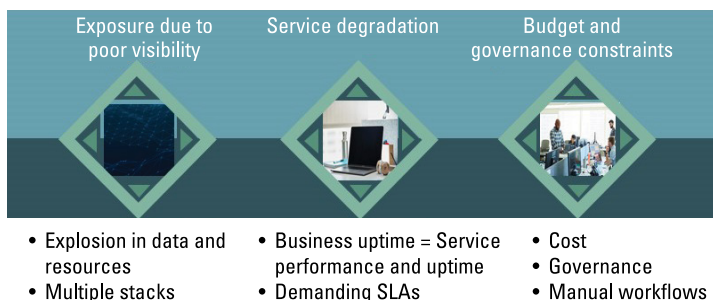 Exposure due to
poor visibility
Service degradation
Budget and
governance constraints
• Explosion in data and
resources
• Multiple stacks
• Business uptime = Service
performance and uptime
• Demanding SLAs
• Cost
• Governance
• Manual workflows